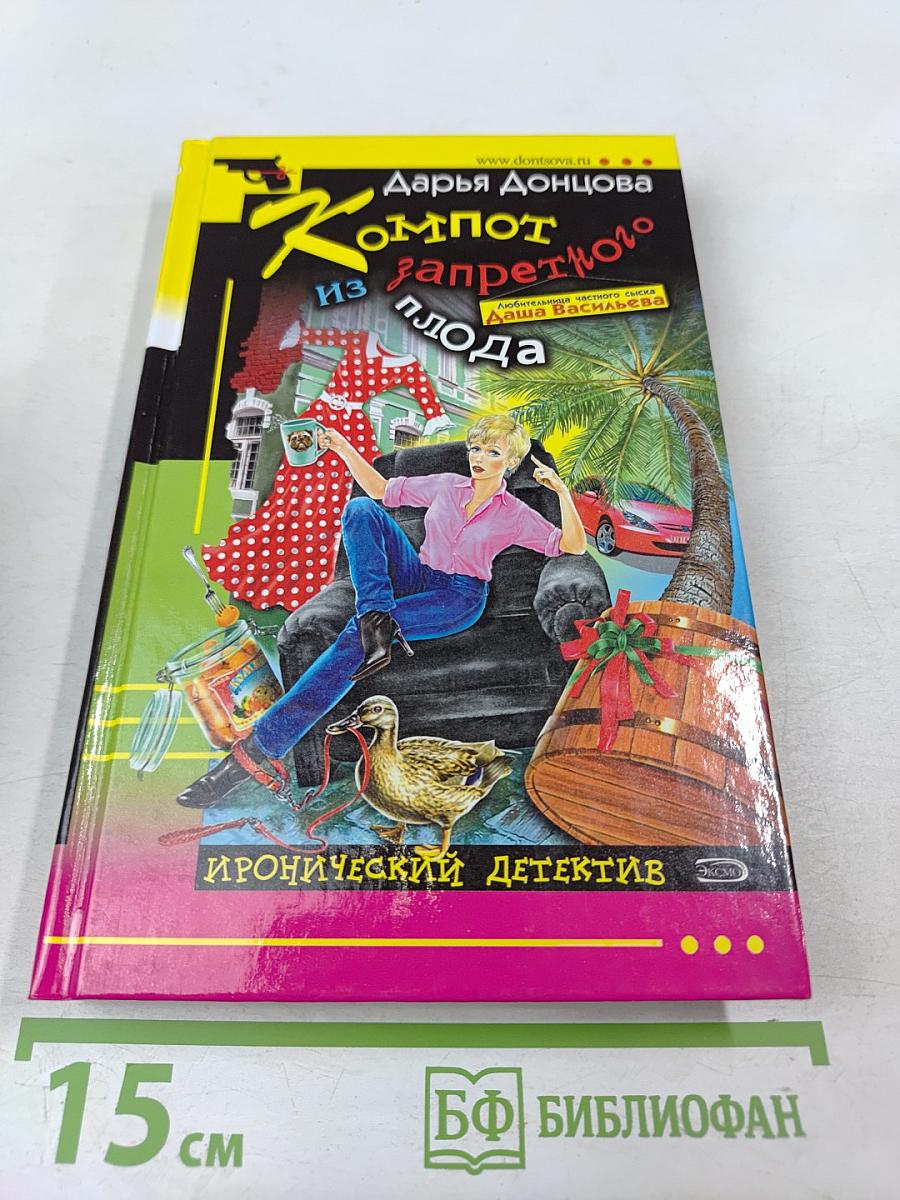 www.dontsova.ru
Дарья Донцова
Компот
из запретного
плода
Любительница частного сыска
Даша Васильева
ИРОНИЧЕСКИЙ ДЕТЕКТИВ
ЭКСМО
15 см
БФ БИБЛИОФАН